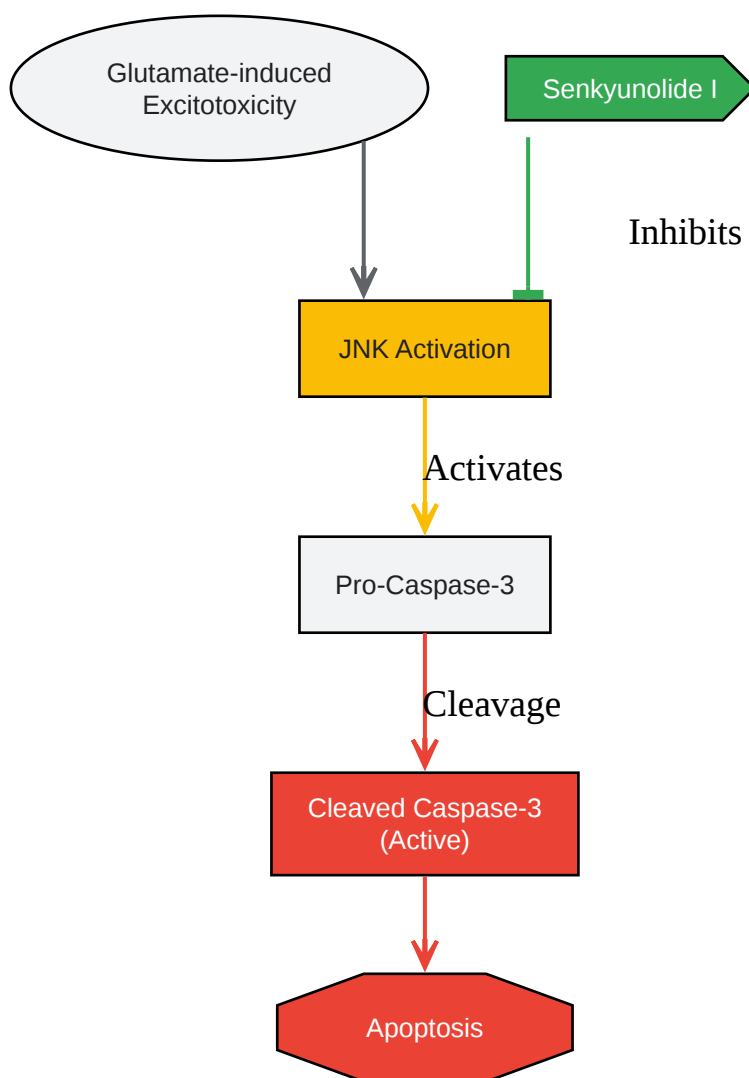 Glutamate-induced
Excitotoxicity
Senkyunolide I
Inhibits
JNK Activation
Activates
Pro-Caspase-3
Cleavage
Cleaved Caspase-3
(Active)
Apoptosis